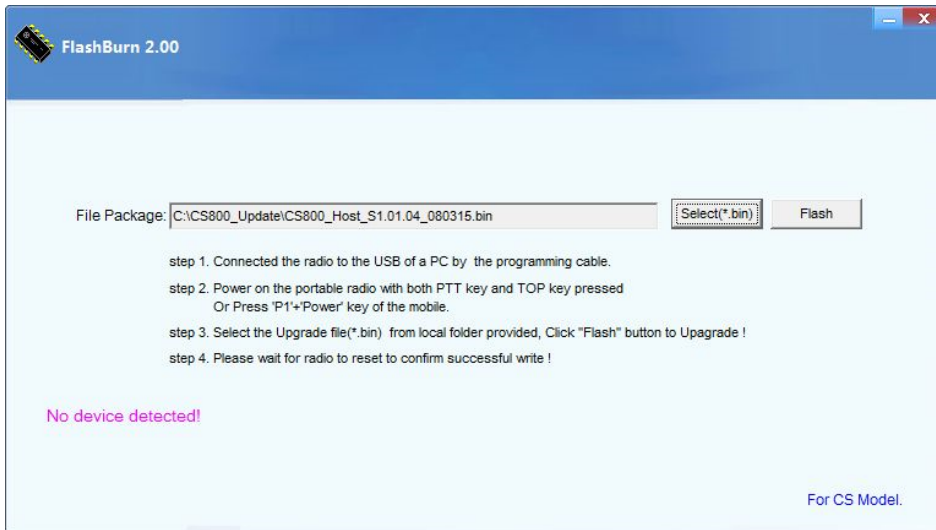 FlashBurn 2.00
File Package: C:\CS800_Update\CS800_Host_S1.01.04_080315.bin Select(*.bin) Flash
step 1. Connected the radio to the USB of a PC by the programming cable.
step 2. Power on the portable radio with both PTT key and TOP key pressed
Or Press 'P1'+'Power' key of the mobile.
step 3. Select the Upgrade file(*.bin) from local folder provided, Click "Flash" button to Upagrade !
step 4. Please wait for radio to reset to confirm successful write !
No device detected!
For CS Model.